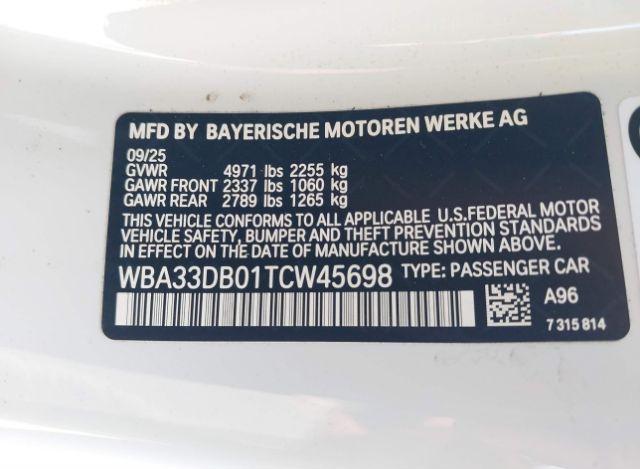 MFD BY BAYERISCHE MOTOREN WERKE AG
09/25
GVWR 4971 lbs 2255 kg
GAWR FRONT 2337 lbs 1060 kg
GAWR REAR 2789 lbs 1265 kg
THIS VEHICLE CONFORMS TO ALL APPLICABLE U.S.FEDERAL MOTOR
VEHICLE SAFETY, BUMPER AND THEFT PREVENTION STANDARDS
IN EFFECT ON THE DATE OF MANUFACTURE SHOWN ABOVE.
WBA33DB01TCW45698 TYPE: PASSENGER CAR
A96
7 315 814